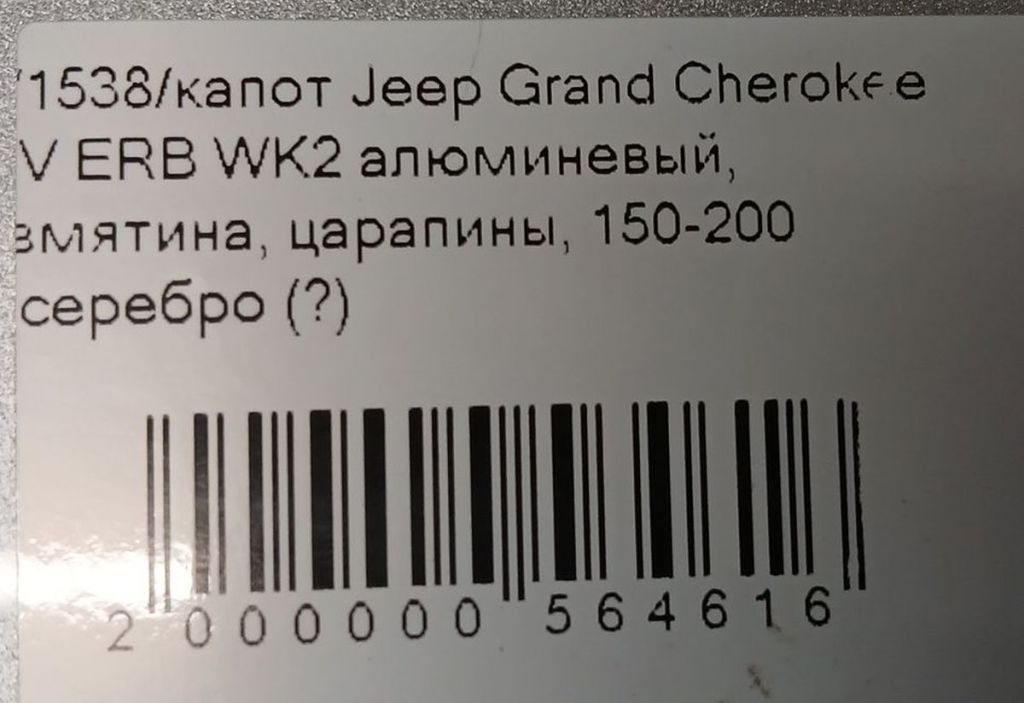 1538/капот Jeep Grand Cherokee
V ERB WK2 алюминевый,
вмятина, царапины, 150-200
серебро (?)
2 000000 564616